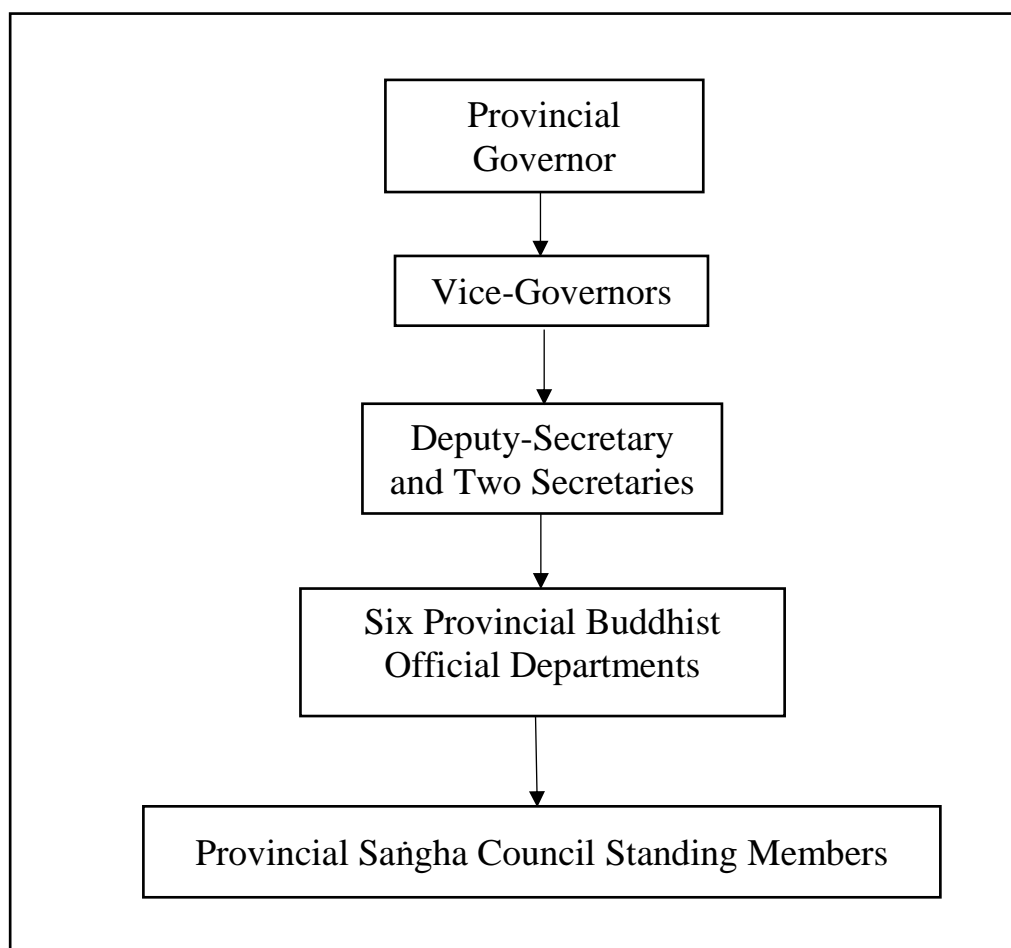 Provincial
Governor
Vice-Governors
Deputy-Secretary
and Two Secretaries
Six Provincial Buddhist
Official Departments
Provincial Saṅgha Council Standing Members